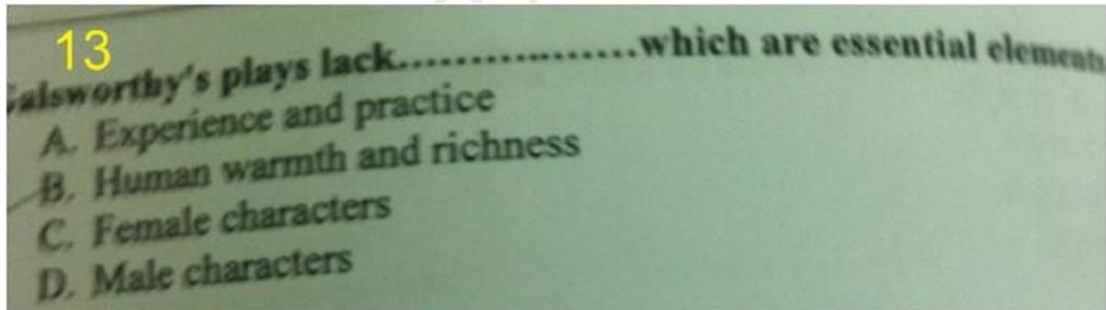 13
alsworthy's plays lack..................which are essential elements
A. Experience and practice
B. Human warmth and richness
C. Female characters
D. Male characters